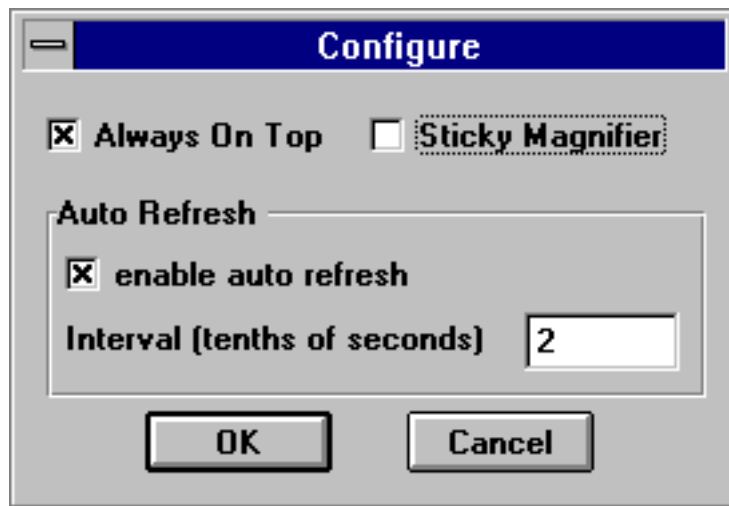 Configure
Always On Top Sticky Magnifier
Auto Refresh
enable auto refresh
Interval (tenths of seconds) 2
OK Cancel